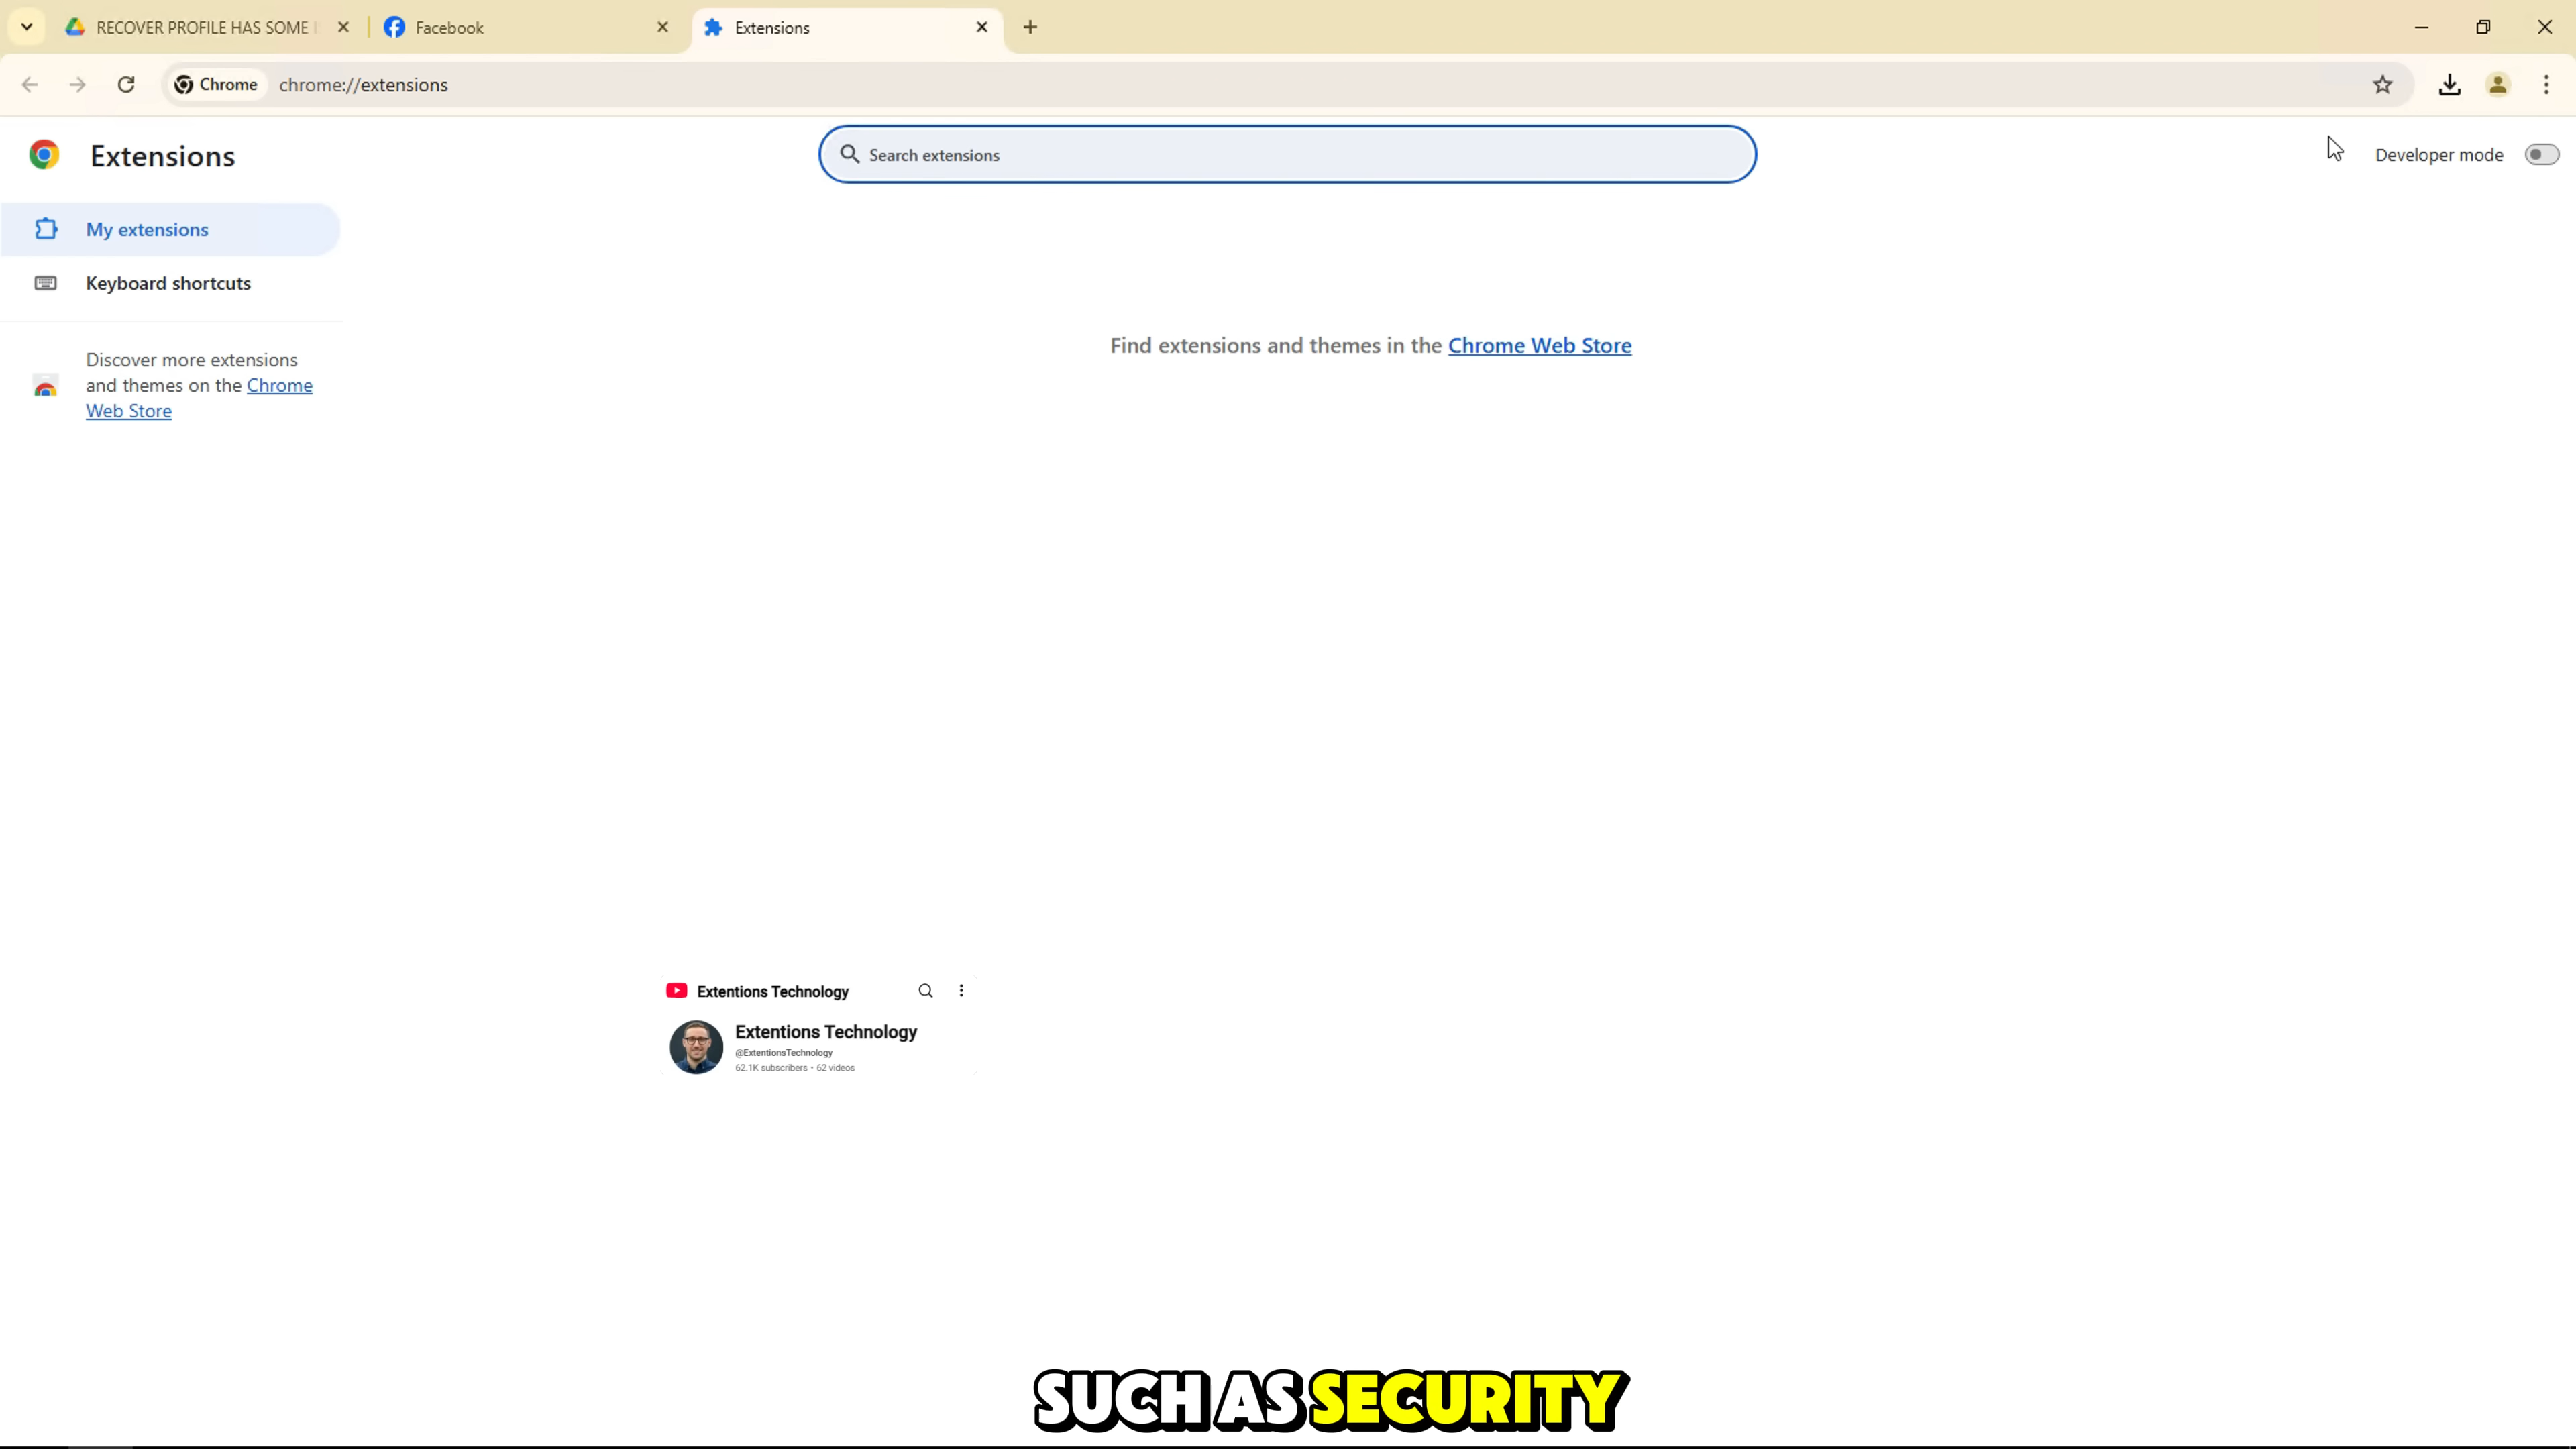 RECOVER PROFILE HAS SOME
Facebook
Extensions
Chrome
chrome://extensions
Extensions
Search extensions
Developer mode
My extensions
Keyboard shortcuts
Discover more extensions
and themes on the Chrome
Web Store
Find extensions and themes in the Chrome Web Store
Extentions Technology
Extentions Technology
@ExtentionsTechnology
62.1K subscribers • 62 videos
SUCH AS SECURITY